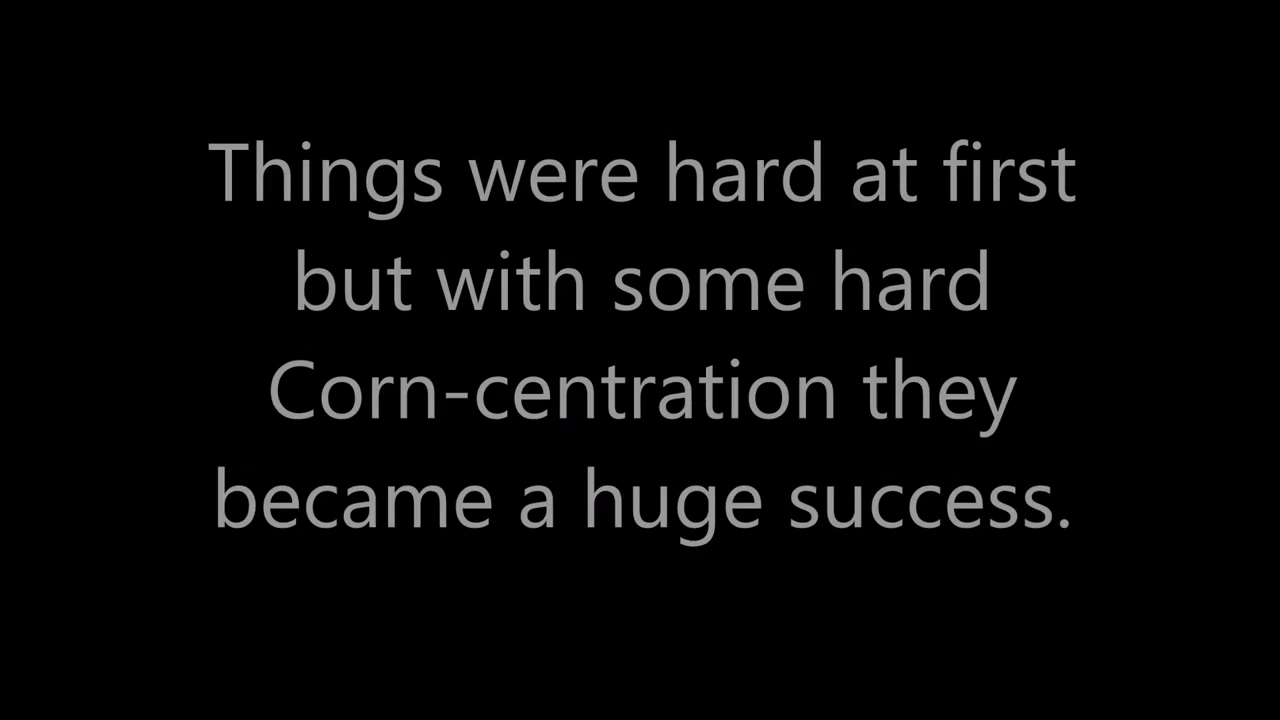 Things were hard at first
but with some hard
Corn-centration they
became a huge success.